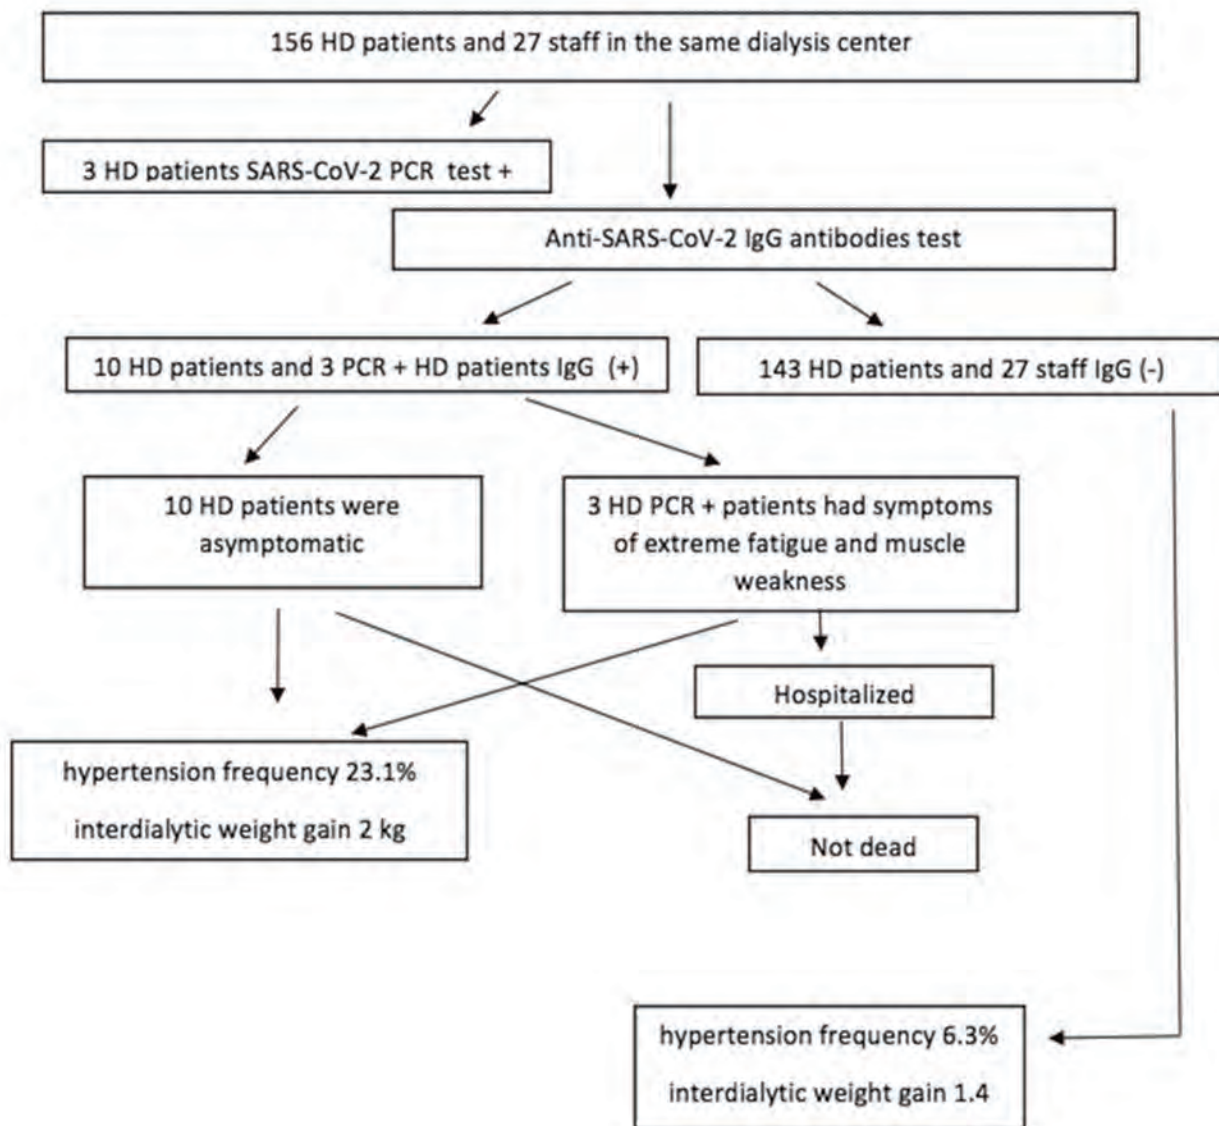 156 HD patients and 27 staff in the same dialysis center
3 HD patients SARS-CoV-2 PCR test +
Anti-SARS-CoV-2 IgG antibodies test
10 HD patients and 3 PCR + HD patients IgG (+)
143 HD patients and 27 staff IgG (-)
10 HD patients were
asymptomatic
3 HD PCR + patients had symptoms
of extreme fatigue and muscle
weakness
Hospitalized
hypertension frequency 23.1%
interdialytic weight gain 2 kg
Not dead
hypertension frequency 6.3%
interdialytic weight gain 1.4